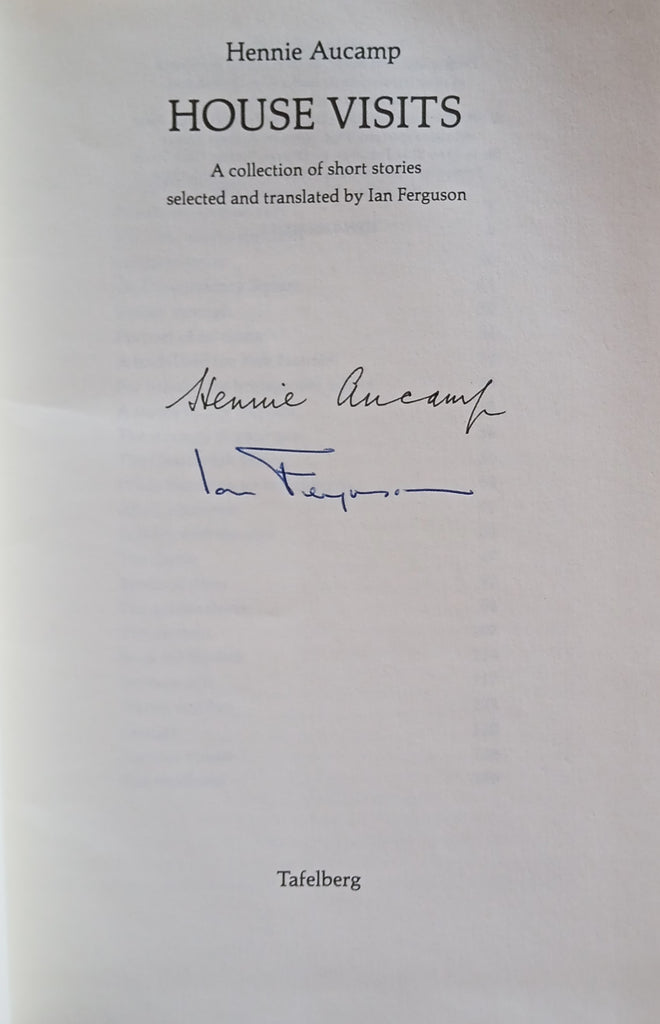 Hennie Aucamp
HOUSE VISITS
A collection of short stories
selected and translated by Ian Ferguson
Hennie Aucamp
Ian Ferguson
Tafelberg